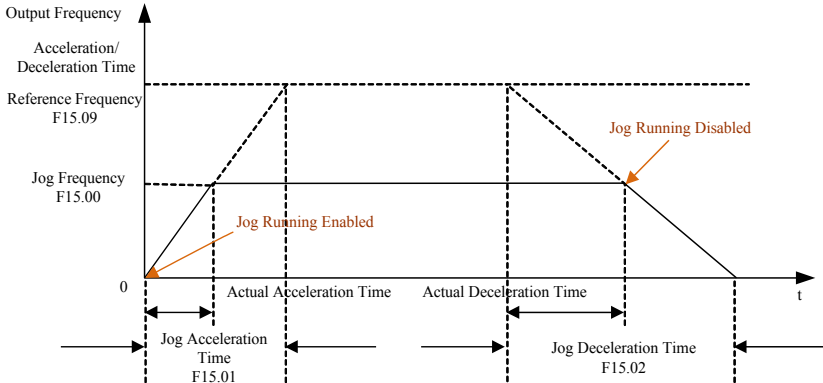 Output Frequency
Acceleration/
Deceleration Time
Reference Frequency
F15.09
Jog Running Disabled
Jog Frequency
F15.00
Jog Running Enabled
0
Actual Acceleration Time
Actual Deceleration Time
t
Jog Acceleration
Time
F15.01
Jog Deceleration Time
F15.02